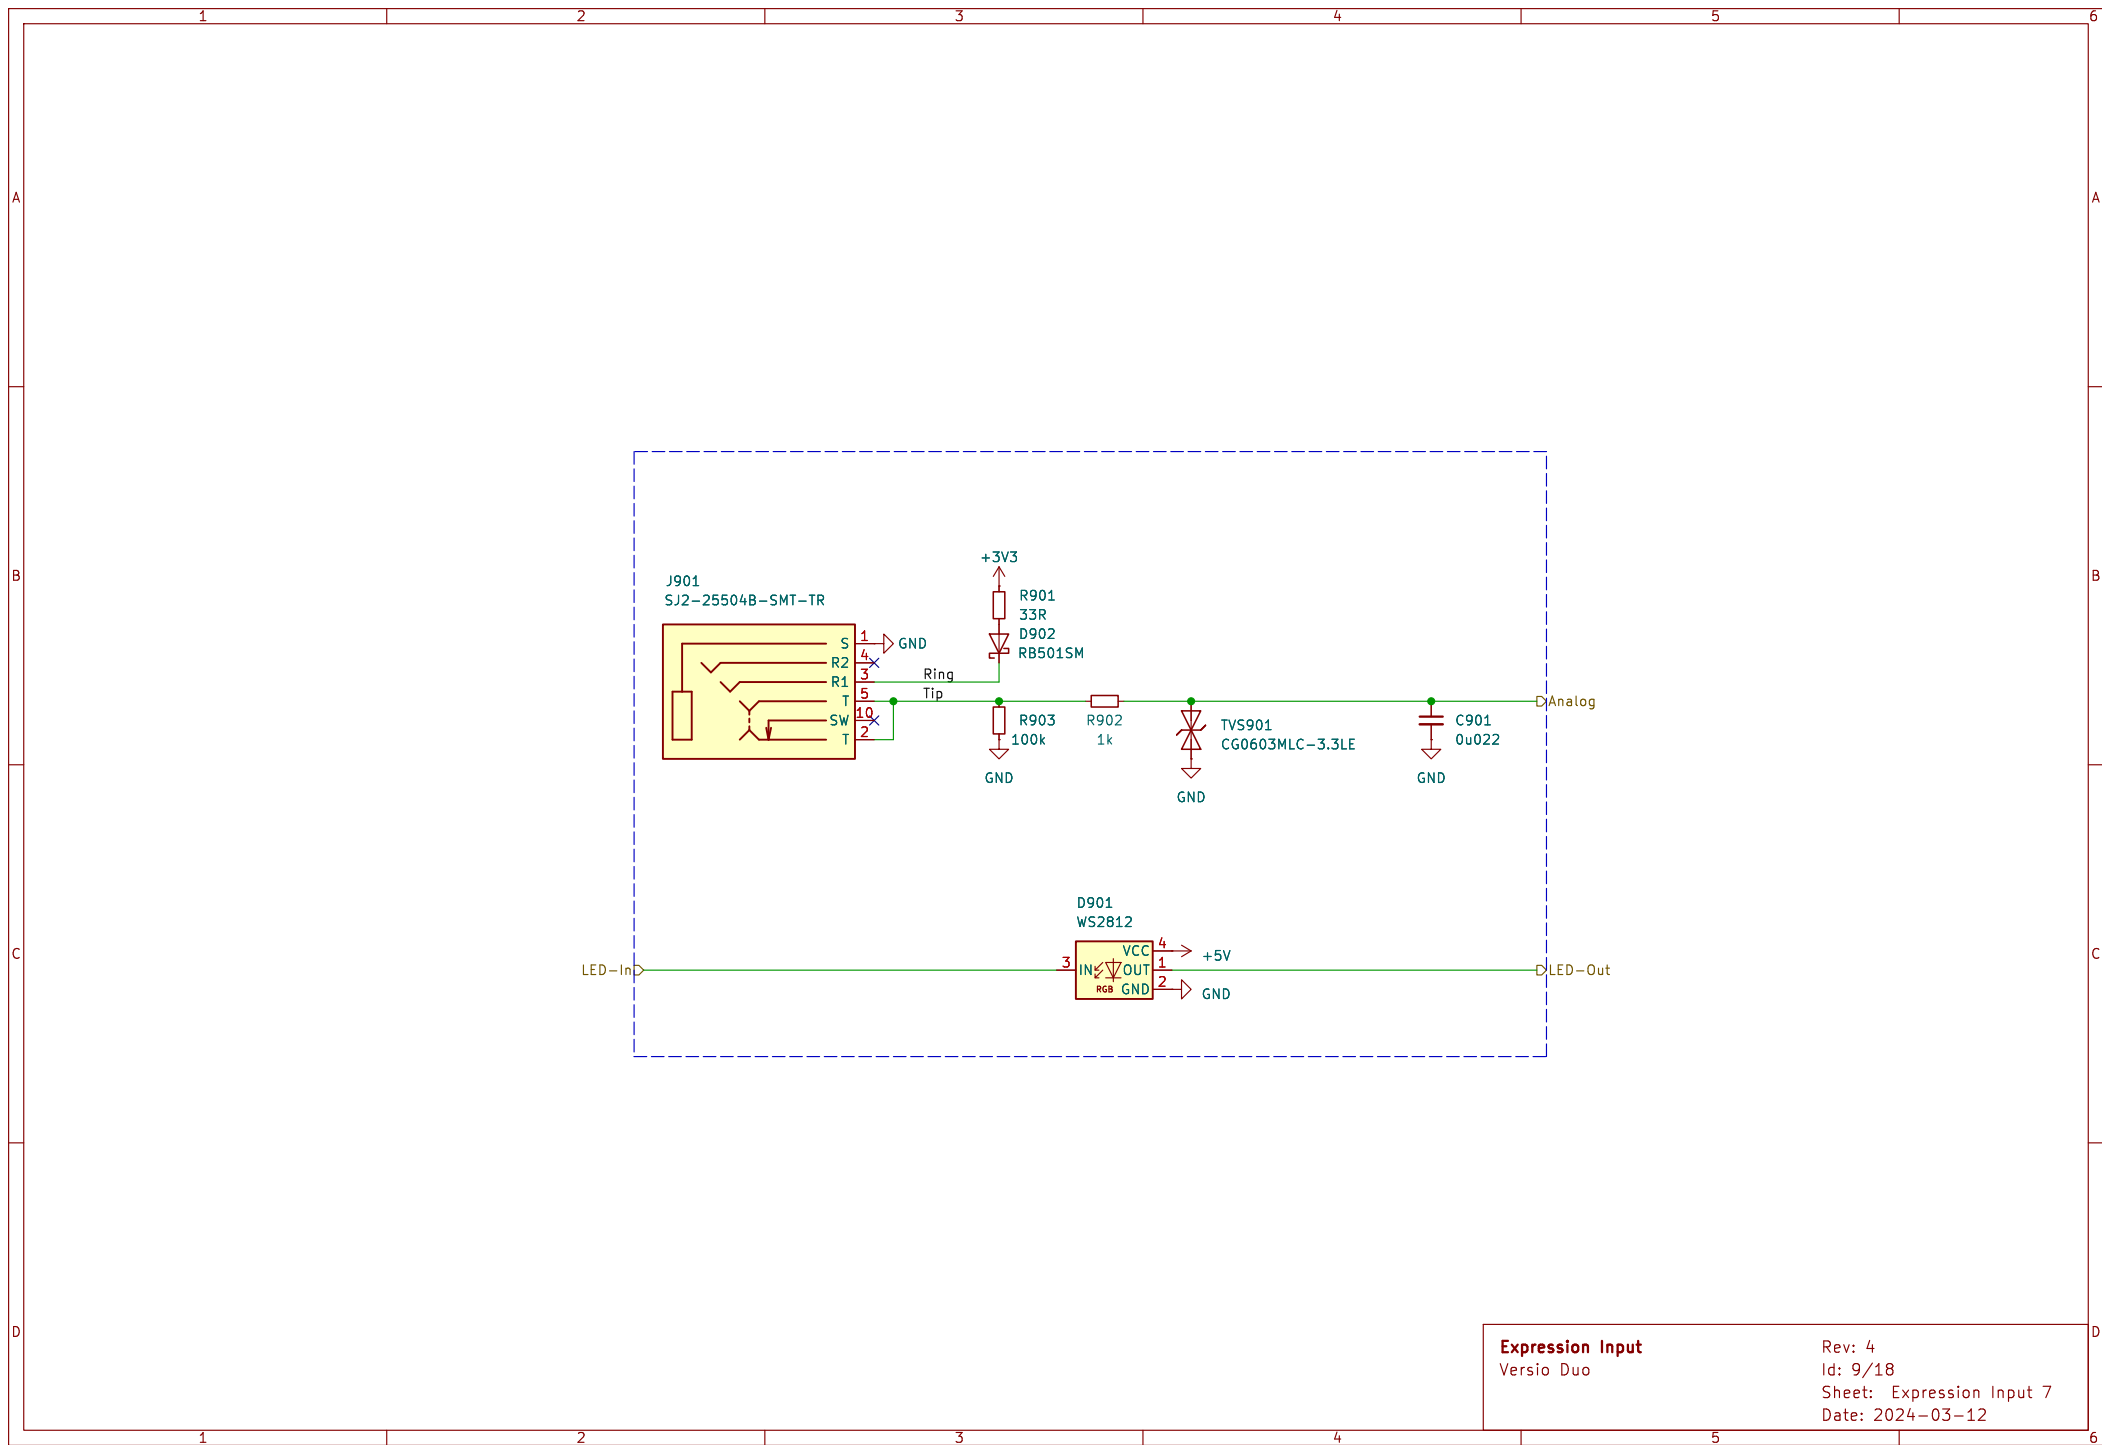 1 2 3 4 5 6
A A
B B
C C
D D
+3V3
J901
SJ2-25504B-SMT-TR
R901
33R
D902
RB501SM
S 1 GND
R2 4
R1 3
Ring
T 5
Tip
SW 10
T 2
R903
100k
GND
R902
1k
TVS901
CG0603MLC-3.3LE
GND
C901
0u022
GND
Analog
D901
WS2812
VCC 4 +5V
LED-In
3 IN OUT 1
LED-Out
RGB GND 2 GND
Expression Input
Versio Duo
Rev: 4
Id: 9/18
Sheet: Expression Input 7
Date: 2024-03-12
1 2 3 4 5 6